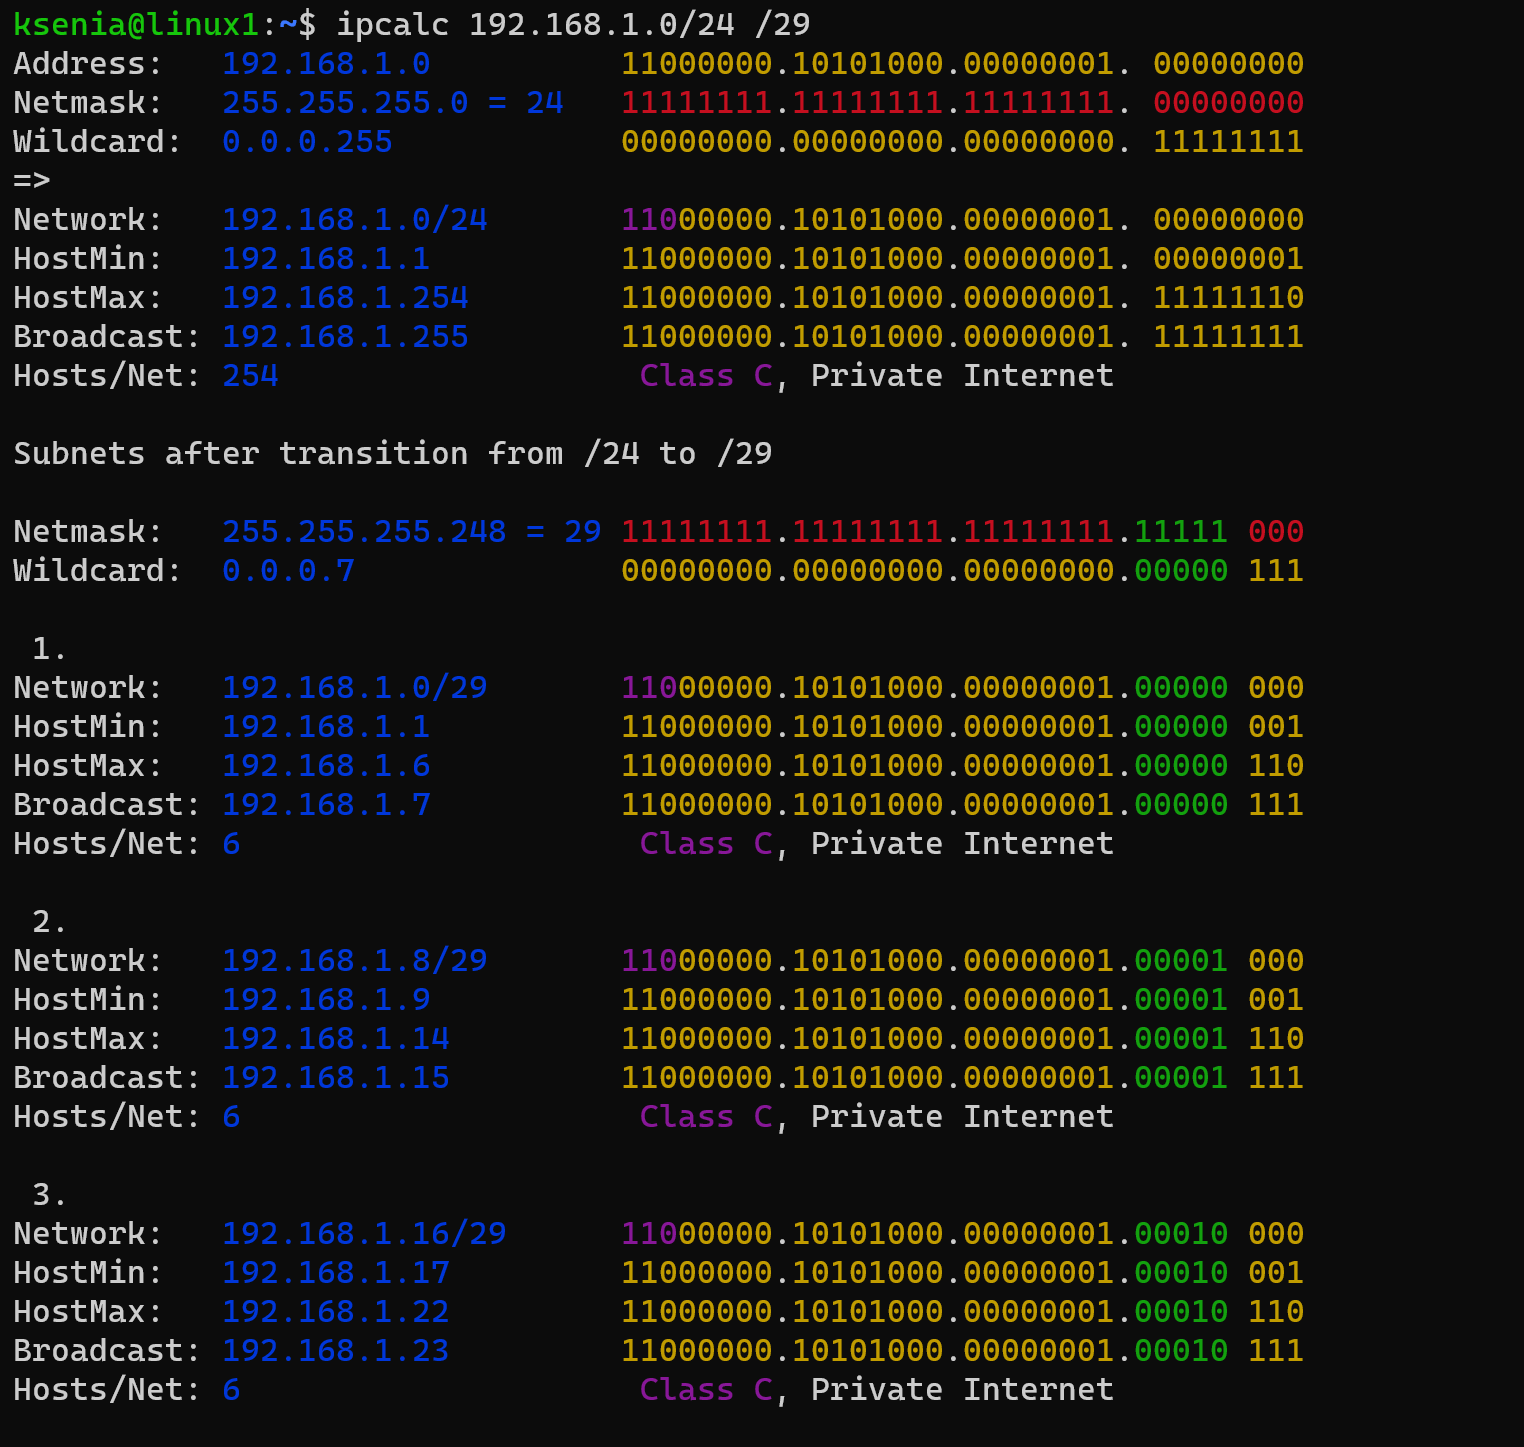 ksenia@linux1:~$ ipcalc 192.168.1.0/24 /29
Address:   192.168.1.0          11000000.10101000.00000001. 00000000
Netmask:   255.255.255.0 = 24   11111111.11111111.11111111. 00000000
Wildcard:  0.0.0.255            00000000.00000000.00000000. 11111111
=>
Network:   192.168.1.0/24       11000000.10101000.00000001. 00000000
HostMin:   192.168.1.1          11000000.10101000.00000001. 00000001
HostMax:   192.168.1.254        11000000.10101000.00000001. 11111110
Broadcast: 192.168.1.255        11000000.10101000.00000001. 11111111
Hosts/Net: 254                   Class C, Private Internet
Subnets after transition from /24 to /29
Netmask:   255.255.255.248 = 29 11111111.11111111.11111111.11111 000
Wildcard:  0.0.0.7              00000000.00000000.00000000.00000 111
 1.
Network:   192.168.1.0/29       11000000.10101000.00000001.00000 000
HostMin:   192.168.1.1          11000000.10101000.00000001.00000 001
HostMax:   192.168.1.6          11000000.10101000.00000001.00000 110
Broadcast: 192.168.1.7          11000000.10101000.00000001.00000 111
Hosts/Net: 6                     Class C, Private Internet
 2.
Network:   192.168.1.8/29       11000000.10101000.00000001.00001 000
HostMin:   192.168.1.9          11000000.10101000.00000001.00001 001
HostMax:   192.168.1.14         11000000.10101000.00000001.00001 110
Broadcast: 192.168.1.15         11000000.10101000.00000001.00001 111
Hosts/Net: 6                     Class C, Private Internet
 3.
Network:   192.168.1.16/29      11000000.10101000.00000001.00010 000
HostMin:   192.168.1.17         11000000.10101000.00000001.00010 001
HostMax:   192.168.1.22         11000000.10101000.00000001.00010 110
Broadcast: 192.168.1.23         11000000.10101000.00000001.00010 111
Hosts/Net: 6                     Class C, Private Internet